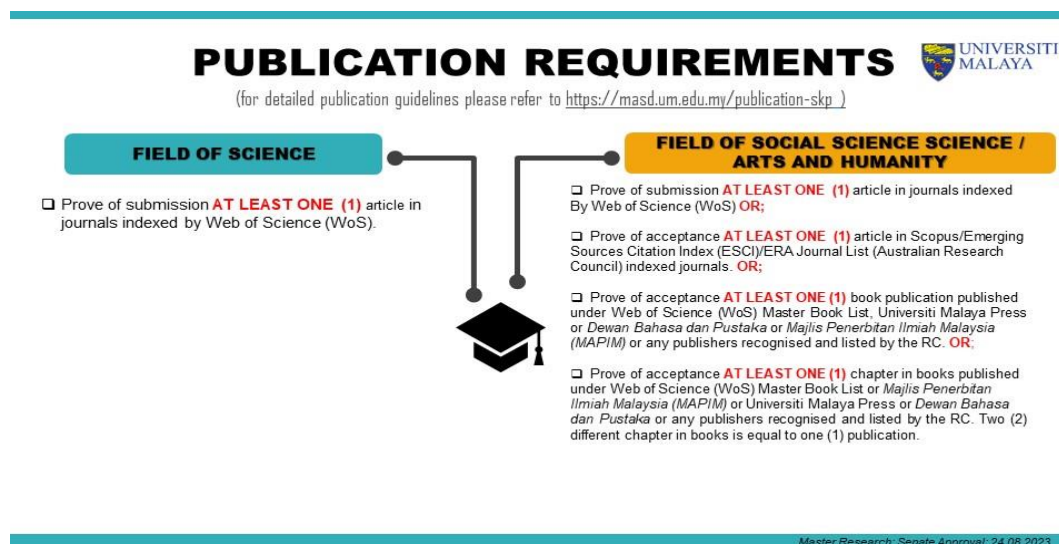 PUBLICATION REQUIREMENTS
UNIVERSITI
MALAYA
(for detailed publication guidelines please refer to https://masd.um.edu.my/publication-skp )
FIELD OF SCIENCE
❑ Prove of submission AT LEAST ONE (1) article in
journals indexed by Web of Science (WoS).
FIELD OF SOCIAL SCIENCE SCIENCE /
ARTS AND HUMANITY
❑ Prove of submission AT LEAST ONE (1) article in journals indexed
By Web of Science (WoS) OR;
❑ Prove of acceptance AT LEAST ONE (1) article in Scopus/Emerging
Sources Citation Index (ESCI)/ERA Journal List (Australian Research
Council) indexed journals. OR;
❑ Prove of acceptance AT LEAST ONE (1) book publication published
under Web of Science (WoS) Master Book List, Universiti Malaya Press
or Dewan Bahasa dan Pustaka or Majlis Penerbitan Ilmiah Malaysia
(MAPIM) or any publishers recognised and listed by the RC. OR;
❑ Prove of acceptance AT LEAST ONE (1) chapter in books published
under Web of Science (WoS) Master Book List or Majlis Penerbitan
Ilmiah Malaysia (MAPIM) or Universiti Malaya Press or Dewan Bahasa
dan Pustaka or any publishers recognised and listed by the RC. Two (2)
different chapter in books is equal to one (1) publication.
Master Research: Senate Approval: 24.08.2023